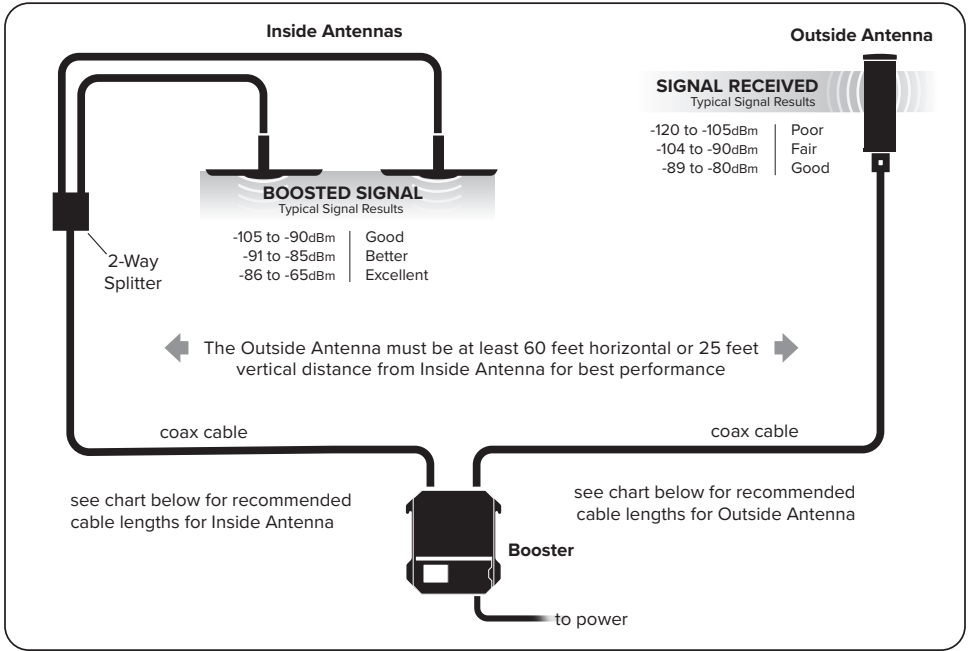 Inside Antennas
Outside Antenna
SIGNAL RECEIVED
Typical Signal Results
-120 to -105dBm | Poor
-104 to -90dBm | Fair
-89 to -80dBm | Good
BOOSTED SIGNAL
Typical Signal Results
-105 to -90dBm | Good
-91 to -85dBm | Better
-86 to -65dBm | Excellent
2-Way
Splitter
The Outside Antenna must be at least 60 feet horizontal or 25 feet
vertical distance from Inside Antenna for best performance
coax cable
coax cable
see chart below for recommended
cable lengths for Inside Antenna
see chart below for recommended
cable lengths for Outside Antenna
Booster
to power